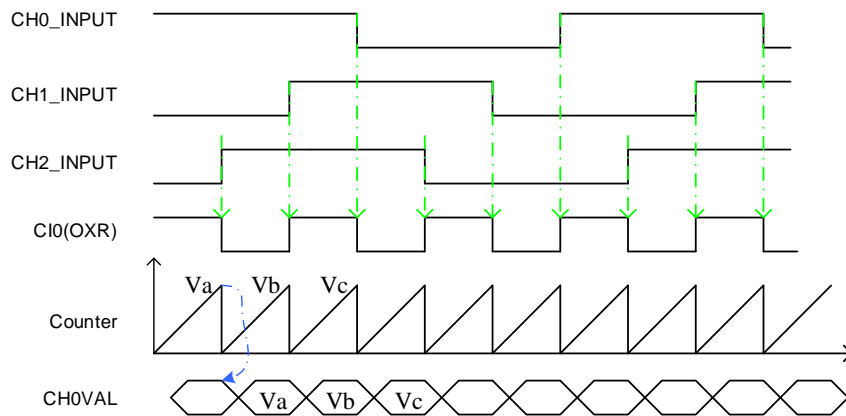 CH0_INPUT
CH1_INPUT
CH2_INPUT
CI0(OXR)
Va Vb Vc
Counter
CH0VAL Va Vb Vc